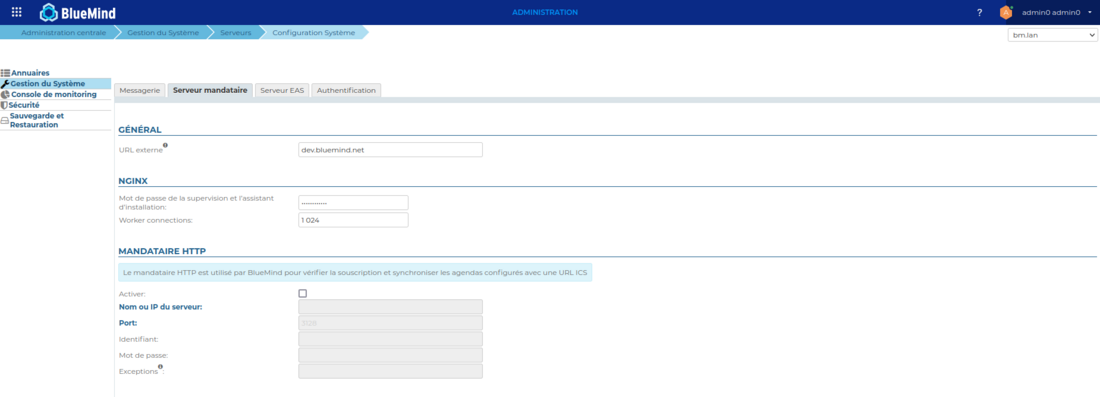 BlueMind
ADMINISTRATION
?
A
admin0 admin0
Administration centrale
Gestion du Système
Serveurs
Configuration Système
bm.lan
Annuaires
Gestion du Système
Console de monitoring
Sécurité
Sauvegarde et
Restauration
Messagerie
Serveur mandataire
Serveur EAS
Authentification
GÉNÉRAL
URL externe
dev.bluemind.net
NGINX
Mot de passe de la supervision et l'assistant
d'installation:
Worker connections:
1 024
MANDATAIRE HTTP
Le mandataire HTTP est utilisé par BlueMind pour vérifier la souscription et synchroniser les agendas configurés avec une URL ICS
Activer:
Nom ou IP du serveur:
Port:
3128
Identifiant:
Mot de passe:
Exceptions :